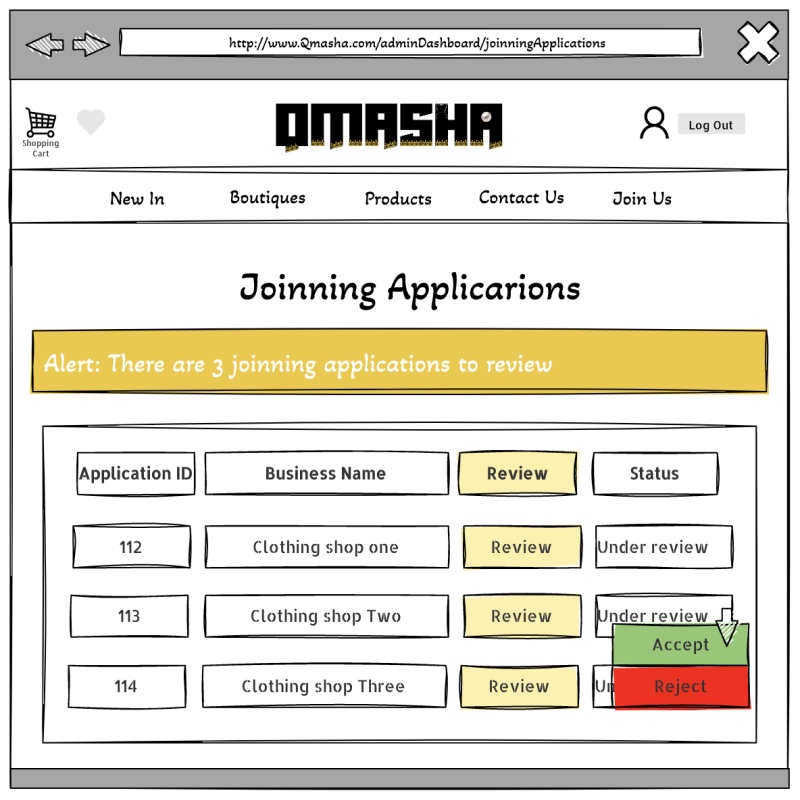 http://www.Qmasha.com/adminDashboard/joinningApplications
Shopping
Cart
QMASHA
Log Out
New In
Boutiques
Products
Contact Us
Join Us
Joinning Applicarions
Alert: There are 3 joinning applications to review
Application ID
Business Name
Review
Status
112
Clothing shop one
Review
Under review
113
Clothing shop Two
Review
Under review
Accept
114
Clothing shop Three
Review
Un
Reject